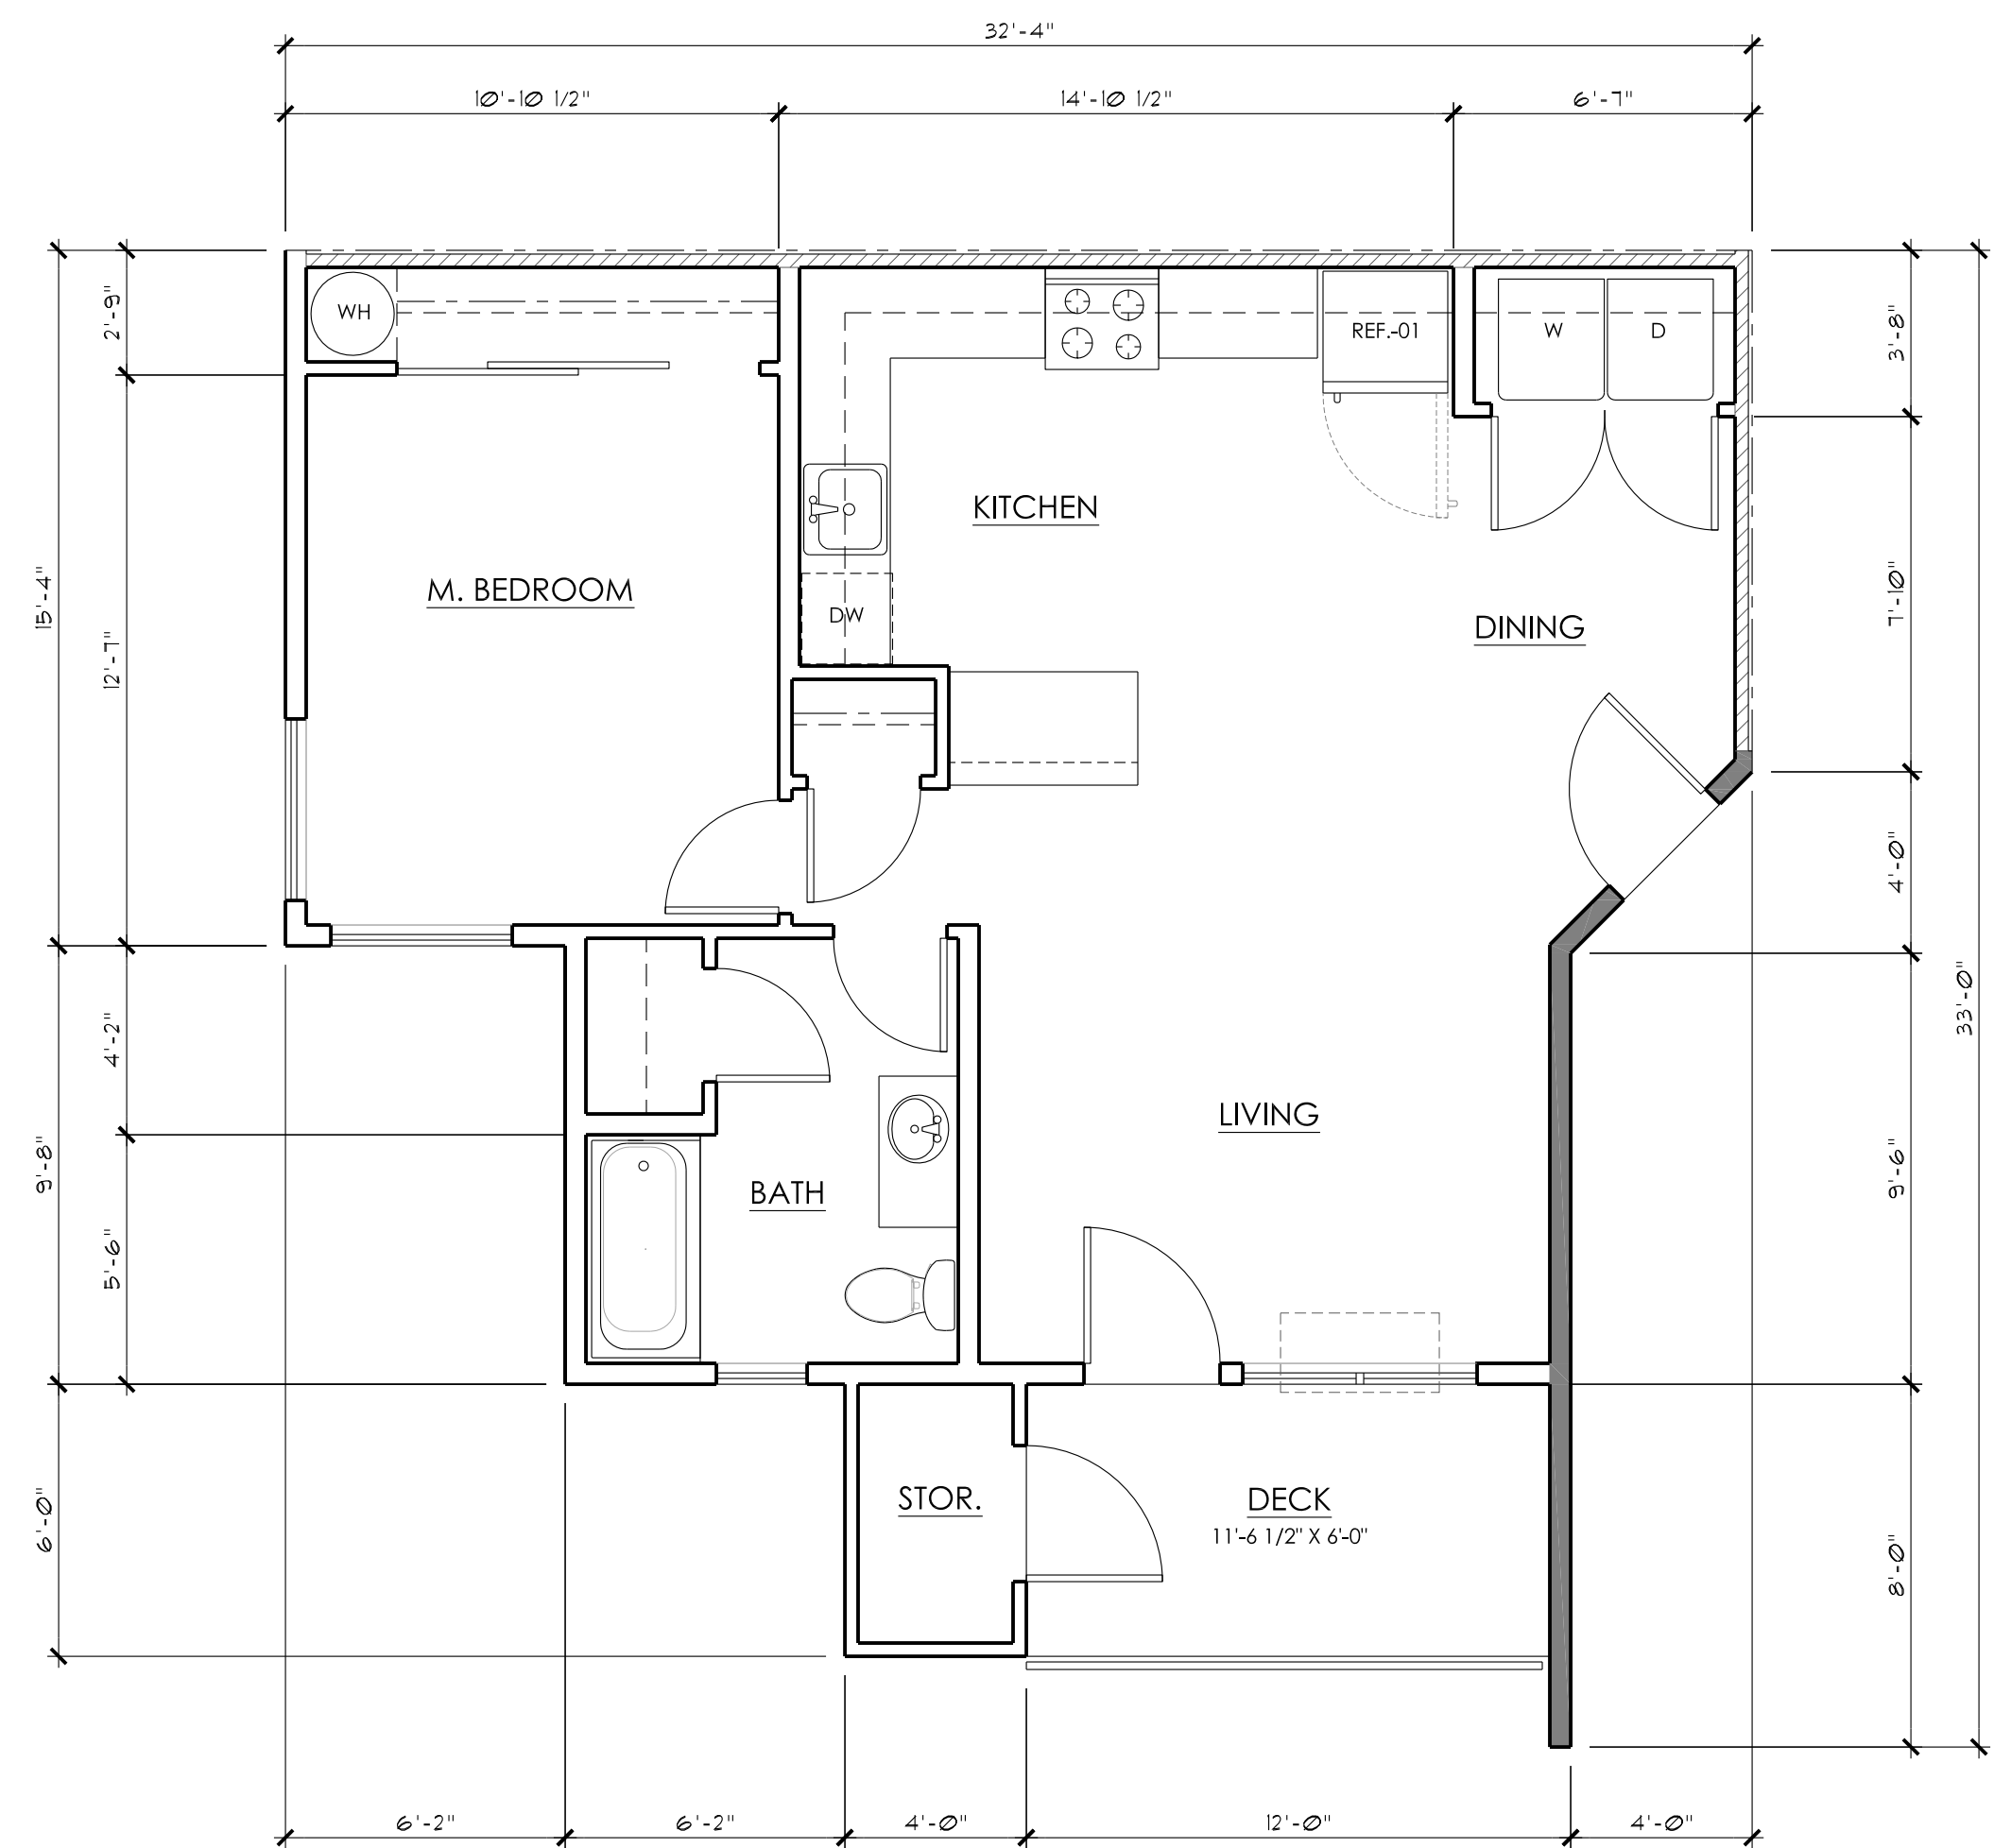 32'-4"
10'-10 1/2"
14'-10 1/2"
6'-7"
2'-9"
WH
REF.-01
W
D
3'-8"
KITCHEN
15'-4"
12'-7"
M. BEDROOM
DW
DINING
7'-10"
4'-0"
33'-0"
4'-2"
9'-8"
LIVING
BATH
9'-6"
5'-6"
6'-0"
STOR.
DECK
11'-6 1/2" X 6'-0"
8'-0"
6'-2"
6'-2"
4'-0"
12'-0"
4'-0"